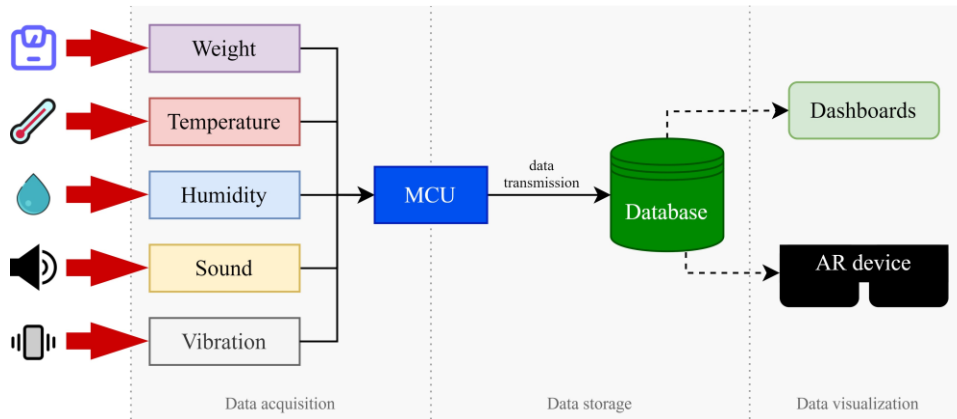 Weight
Temperature
Humidity
Sound
Vibration
MCU
data
transmission
Database
Dashboards
AR device
Data acquisition
Data storage
Data visualization